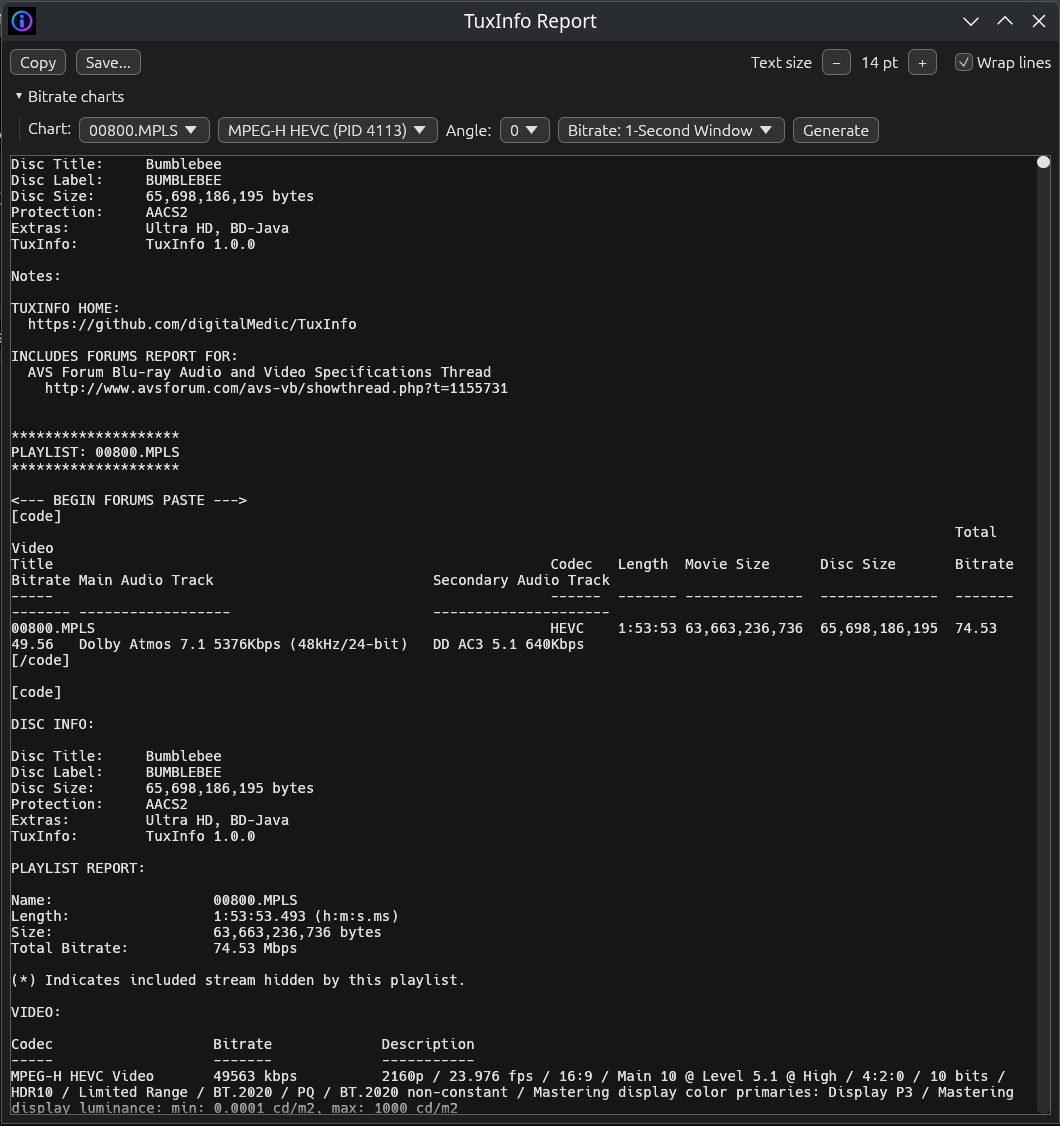 TuxInfo Report
Copy Save... Text size − 14 pt + Wrap lines
Bitrate charts
Chart: 00800.MPLS MPEG-H HEVC (PID 4113) Angle: 0 Bitrate: 1-Second Window Generate
Disc Title:     Bumblebee
Disc Label:     BUMBLEBEE
Disc Size:      65,698,186,195 bytes
Protection:     AACS2
Extras:         Ultra HD, BD-Java
TuxInfo:        TuxInfo 1.0.0
Notes:
TUXINFO HOME:
  https://github.com/digitalMedic/TuxInfo
INCLUDES FORUMS REPORT FOR:
  AVS Forum Blu-ray Audio and Video Specifications Thread
    http://www.avsforum.com/avs-vb/showthread.php?t=1155731
********************
PLAYLIST: 00800.MPLS
********************
<--- BEGIN FORUMS PASTE --->
[code]
Total
Video
Title Codec Length Movie Size Disc Size Bitrate
Bitrate Main Audio Track Secondary Audio Track
----- ------ ------- -------------- -------------- -------
------- ------------------ ---------------------
00800.MPLS HEVC 1:53:53 63,663,236,736 65,698,186,195 74.53
49.56 Dolby Atmos 7.1 5376Kbps (48kHz/24-bit) DD AC3 5.1 640Kbps
[/code]
[code]
DISC INFO:
Disc Title:     Bumblebee
Disc Label:     BUMBLEBEE
Disc Size:      65,698,186,195 bytes
Protection:     AACS2
Extras:         Ultra HD, BD-Java
TuxInfo:        TuxInfo 1.0.0
PLAYLIST REPORT:
Name:                   00800.MPLS
Length:                 1:53:53.493 (h:m:s.ms)
Size:                   63,663,236,736 bytes
Total Bitrate:          74.53 Mbps
(*) Indicates included stream hidden by this playlist.
VIDEO:
Codec                   Bitrate             Description
-----                   -------             -----------
MPEG-H HEVC Video       49563 kbps          2160p / 23.976 fps / 16:9 / Main 10 @ Level 5.1 @ High / 4:2:0 / 10 bits /
HDR10 / Limited Range / BT.2020 / PQ / BT.2020 non-constant / Mastering display color primaries: Display P3 / Mastering
display luminance: min: 0.0001 cd/m2, max: 1000 cd/m2